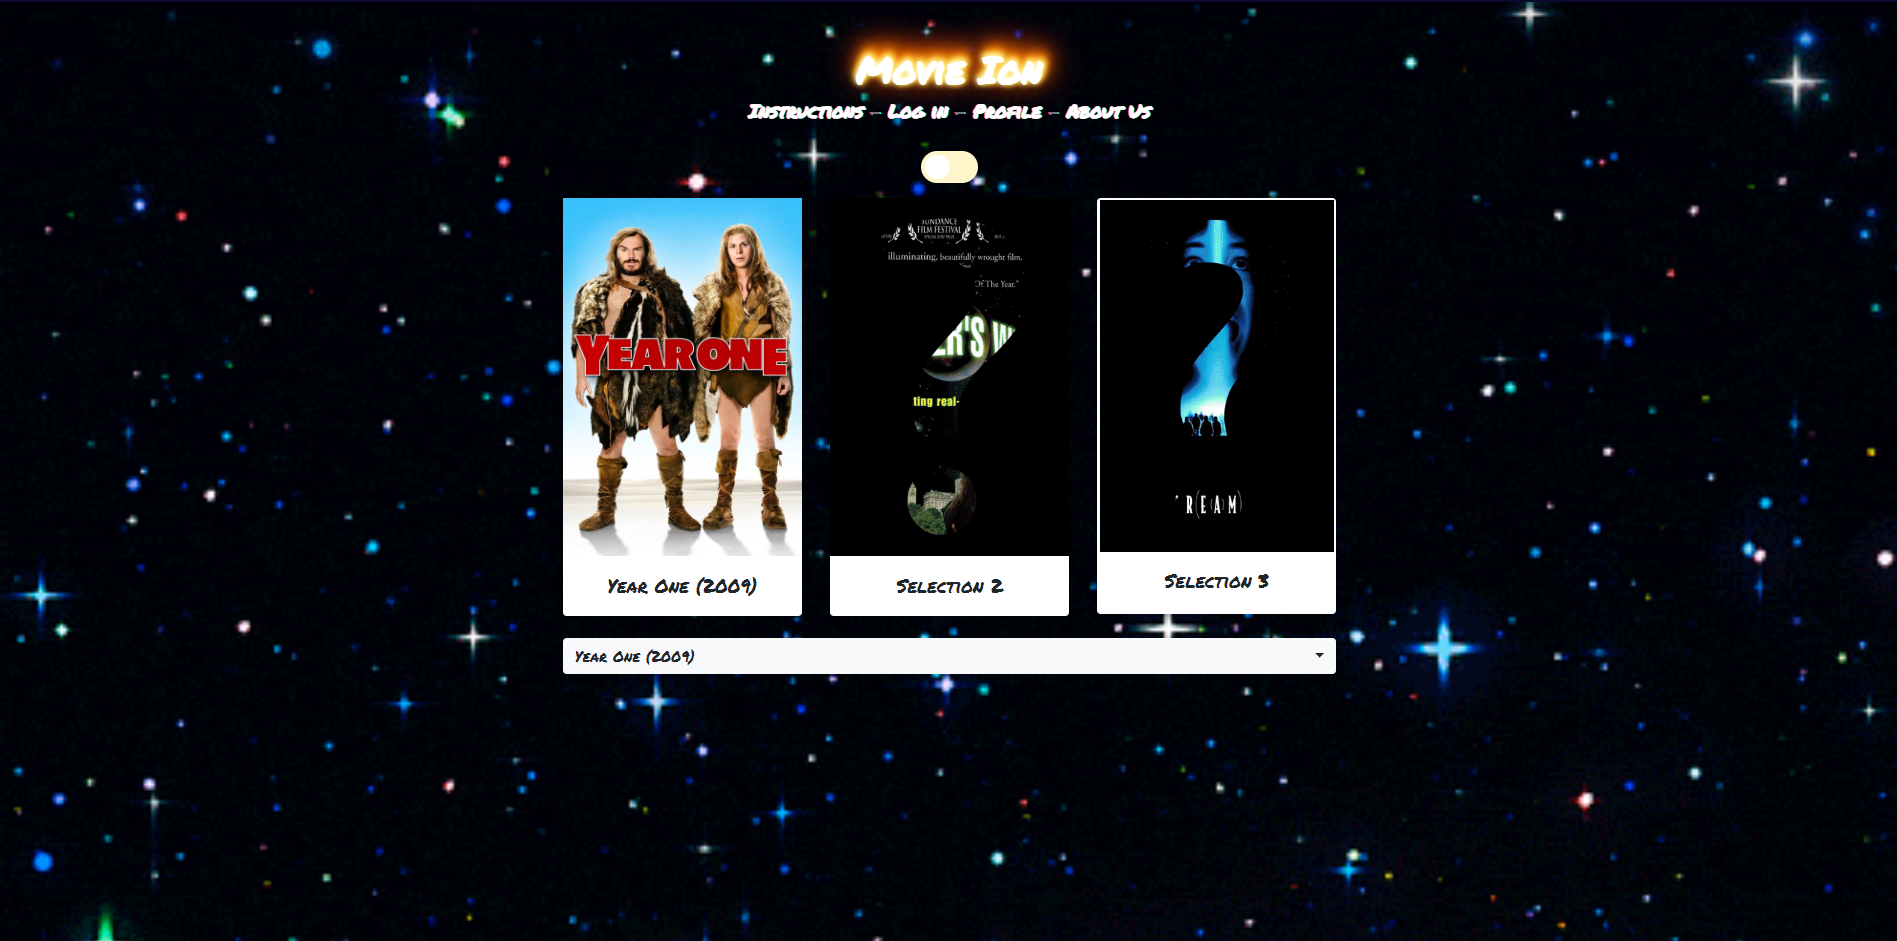 Movie Ion
Instructions – Log in – Profile – About Us
YEAR ONE
SUNDANCE
FILM FESTIVAL
illuminating, beautifully wrought film.
Of The Year."
ER'S W
ting real-
R(E(A)M)
Year One (2009)
Selection 2
Selection 3
Year One (2009)